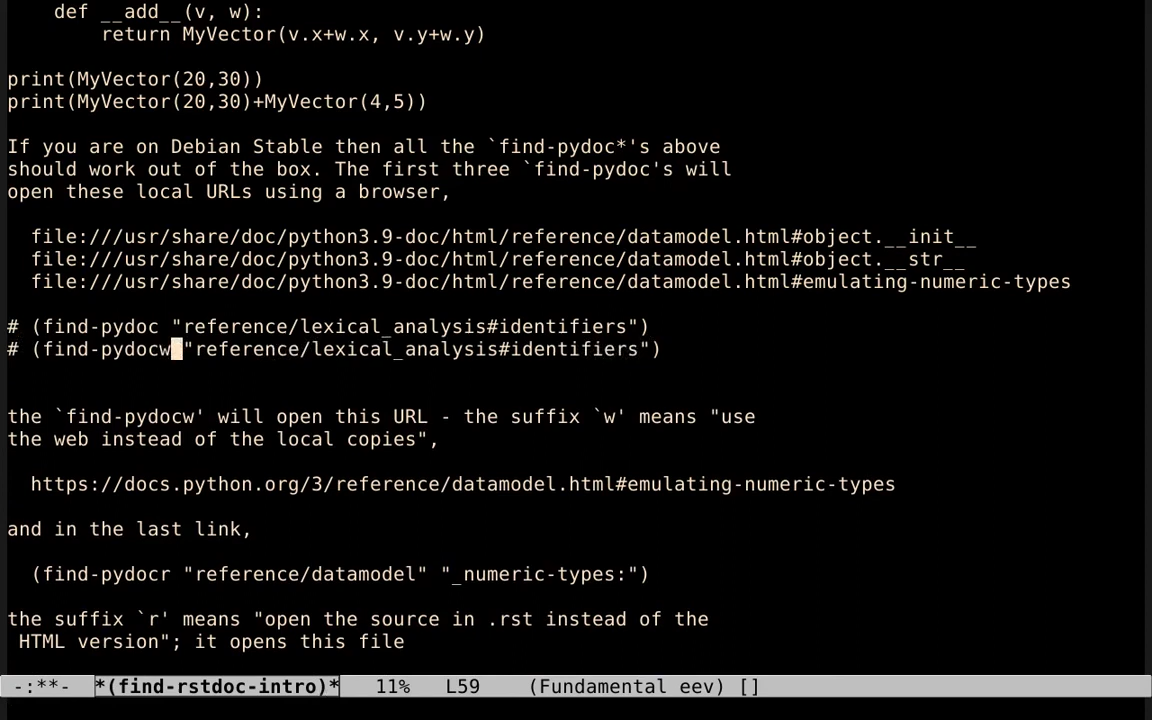 def __add__(v, w):
        return MyVector(v.x+w.x, v.y+w.y)
print(MyVector(20,30))
print(MyVector(20,30)+MyVector(4,5))
If you are on Debian Stable then all the `find-pydoc*'s above
should work out of the box. The first three `find-pydoc's will
open these local URLs using a browser,
  file:///usr/share/doc/python3.9-doc/html/reference/datamodel.html#object.__init__
  file:///usr/share/doc/python3.9-doc/html/reference/datamodel.html#object.__str__
  file:///usr/share/doc/python3.9-doc/html/reference/datamodel.html#emulating-numeric-types
# (find-pydoc "reference/lexical_analysis#identifiers")
# (find-pydocw "reference/lexical_analysis#identifiers")
the `find-pydocw' will open this URL - the suffix `w' means "use
the web instead of the local copies",
  https://docs.python.org/3/reference/datamodel.html#emulating-numeric-types
and in the last link,
  (find-pydocr "reference/datamodel" "_numeric-types:")
the suffix `r' means "open the source in .rst instead of the
 HTML version"; it opens this file
-:**-  *(find-rstdoc-intro)*   11%   L59    (Fundamental eev) []